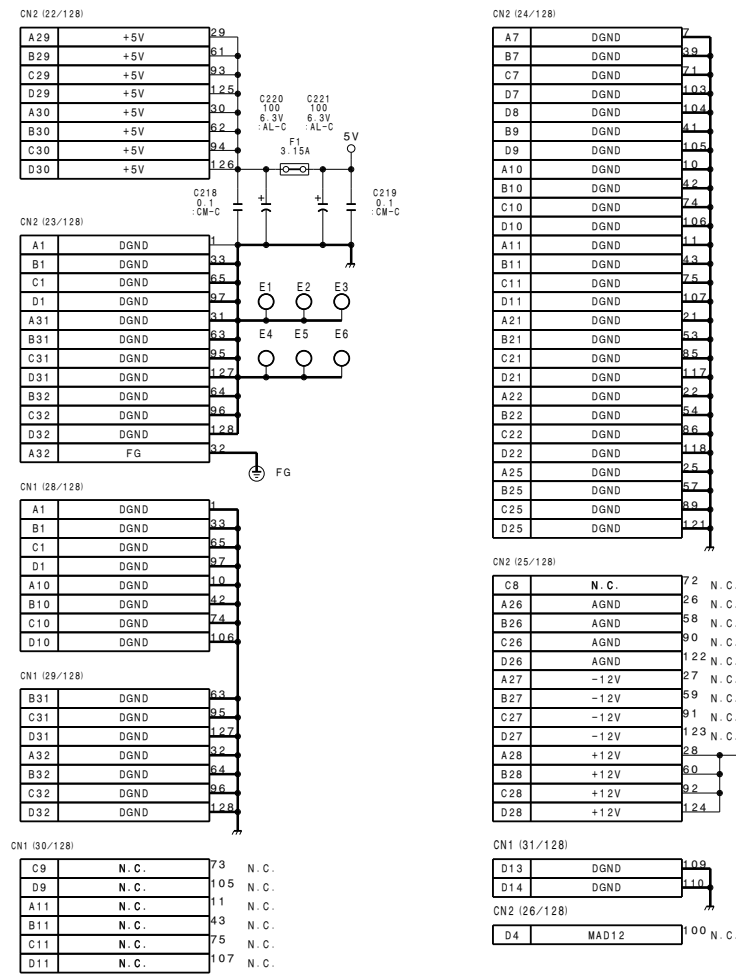 CN2 (22/128)
A29 +5V 29
B29 +5V 61
C29 +5V 93
D29 +5V 125
A30 +5V 30
B30 +5V 62
C30 +5V 94
D30 +5V 126
C220 C221
100 100
6.3V 6.3V
:AL-C :AL-C
F1
3.15A
5V
C218
0.1
:CM-C
C219
0.1
:CM-C
CN2 (23/128)
A1 DGND 1
B1 DGND 33
C1 DGND 65
D1 DGND 97
A31 DGND 31
B31 DGND 63
C31 DGND 95
D31 DGND 127
B32 DGND 64
C32 DGND 96
D32 DGND 128
A32 FG 32
E1 E2 E3
E4 E5 E6
FG
CN1 (28/128)
A1 DGND 1
B1 DGND 33
C1 DGND 65
D1 DGND 97
A10 DGND 10
B10 DGND 42
C10 DGND 74
D10 DGND 106
CN1 (29/128)
B31 DGND 63
C31 DGND 95
D31 DGND 127
A32 DGND 32
B32 DGND 64
C32 DGND 96
D32 DGND 128
CN1 (30/128)
C9 N.C. 73 N.C.
D9 N.C. 105 N.C.
A11 N.C. 11 N.C.
B11 N.C. 43 N.C.
C11 N.C. 75 N.C.
D11 N.C. 107 N.C.
CN2 (24/128)
A7 DGND 7
B7 DGND 39
C7 DGND 71
D7 DGND 103
D8 DGND 104
B9 DGND 41
D9 DGND 105
A10 DGND 10
B10 DGND 42
C10 DGND 74
D10 DGND 106
A11 DGND 11
B11 DGND 43
C11 DGND 75
D11 DGND 107
A21 DGND 21
B21 DGND 53
C21 DGND 85
D21 DGND 117
A22 DGND 22
B22 DGND 54
C22 DGND 86
D22 DGND 118
A25 DGND 25
B25 DGND 57
C25 DGND 89
D25 DGND 121
CN2 (25/128)
C8 N.C. 72 N.C.
A26 AGND 26 N.C.
B26 AGND 58 N.C.
C26 AGND 90 N.C.
D26 AGND 122 N.C.
A27 -12V 27 N.C.
B27 -12V 59 N.C.
C27 -12V 91 N.C.
D27 -12V 123 N.C.
A28 +12V 28
B28 +12V 60
C28 +12V 92
D28 +12V 124
CN1 (31/128)
D13 DGND 109
D14 DGND 110
CN2 (26/128)
D4 MAD12 100 N.C.